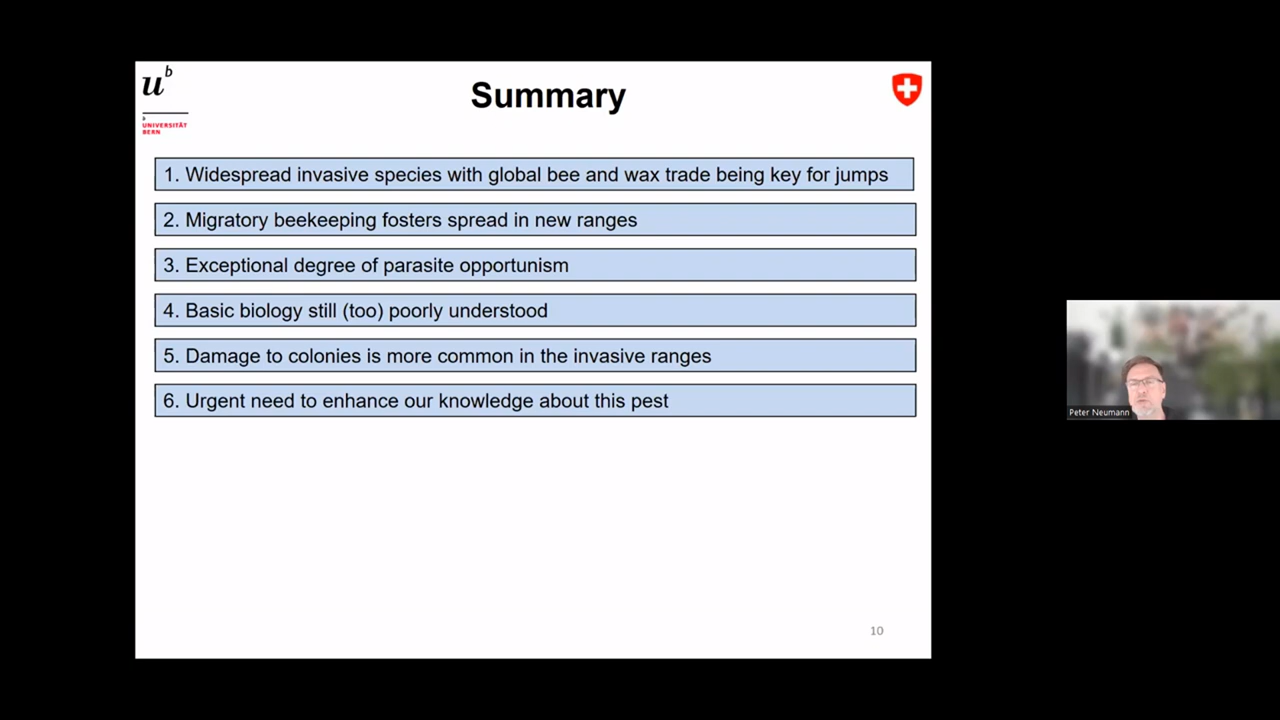 u b
Summary
b
UNIVERSITÄT
BERN
1. Widespread invasive species with global bee and wax trade being key for jumps
2. Migratory beekeeping fosters spread in new ranges
3. Exceptional degree of parasite opportunism
4. Basic biology still (too) poorly understood
5. Damage to colonies is more common in the invasive ranges
6. Urgent need to enhance our knowledge about this pest
Peter Neumann
10